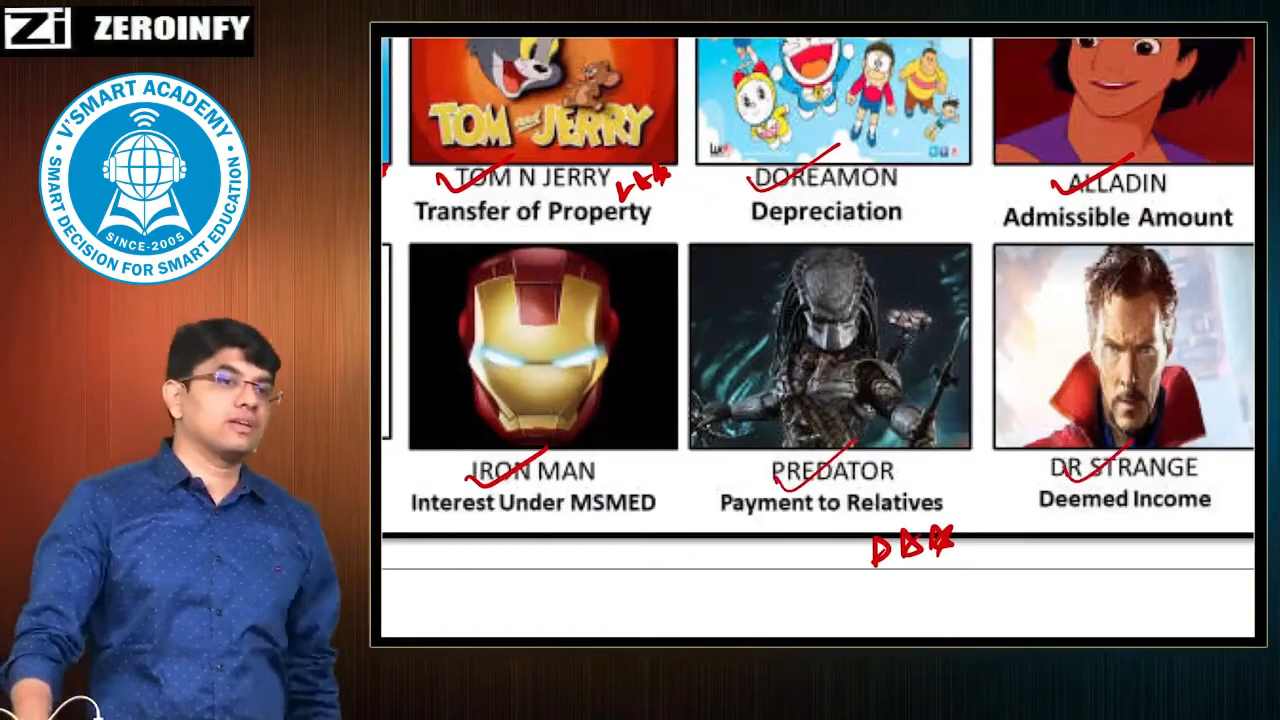 Zi ZEROINFY
V'SMART ACADEMY
SMART DECISION FOR SMART EDUCATION
SINCE-2005
TOM and JERRY
TOM N JERRY
Transfer of Property
DOREAMON
Depreciation
ALLADIN
Admissible Amount
IRON MAN
Interest Under MSMED
PREDATOR
Payment to Relatives
DR STRANGE
Deemed Income